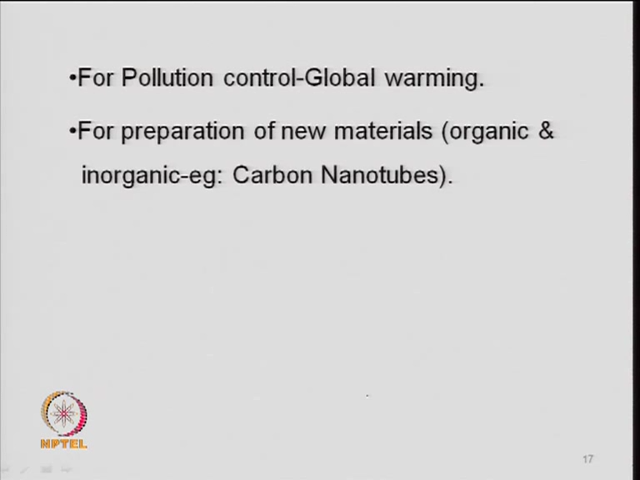 •For Pollution control-Global warming.
•For preparation of new materials (organic &
inorganic-eg: Carbon Nanotubes).
NPTEL
17